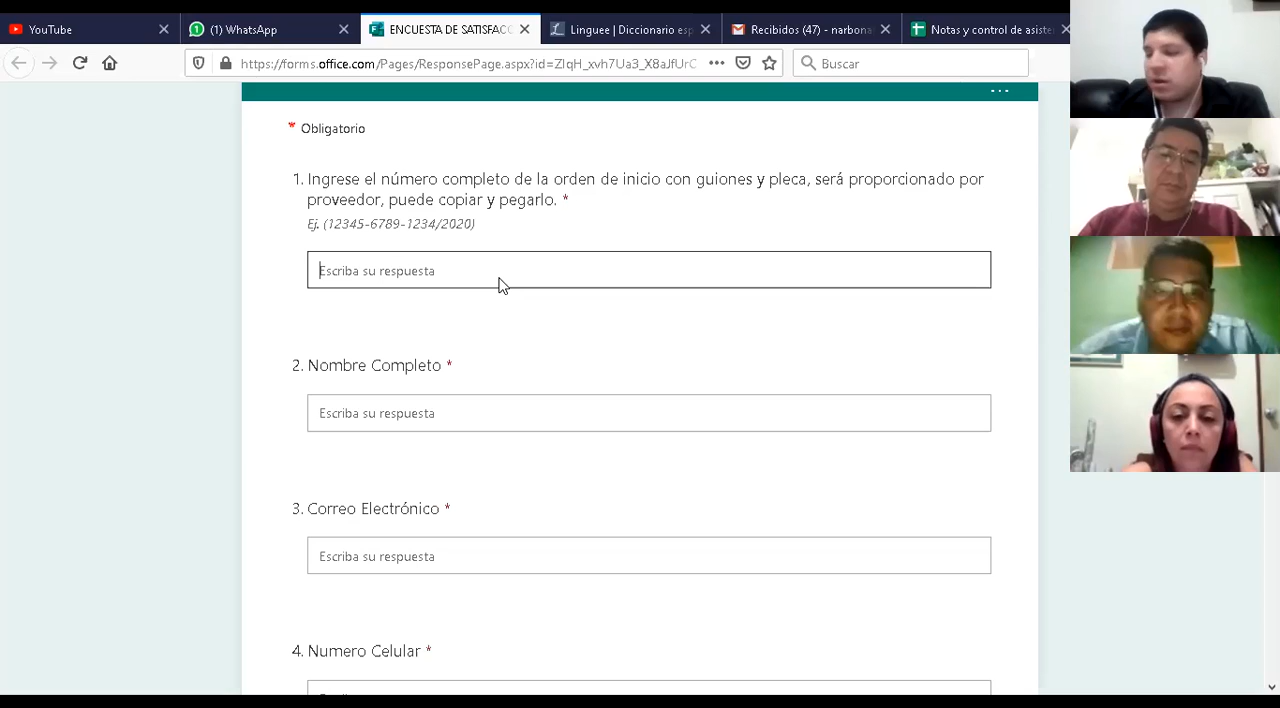 YouTube
(1) WhatsApp
ENCUESTA DE SATISFACC
Linguee | Diccionario esp
Recibidos (47) - narbona
Notas y control de asiste
https://forms.office.com/Pages/ResponsePage.aspx?id=
Buscar
* Obligatorio
1. Ingrese el número completo de la orden de inicio con guiones y pleca, será proporcionado por
proveedor, puede copiar y pegarlo. *
Ej. (12345-6789-1234/2020)
Escriba su respuesta
2. Nombre Completo *
Escriba su respuesta
3. Correo Electrónico *
Escriba su respuesta
4. Numero Celular *